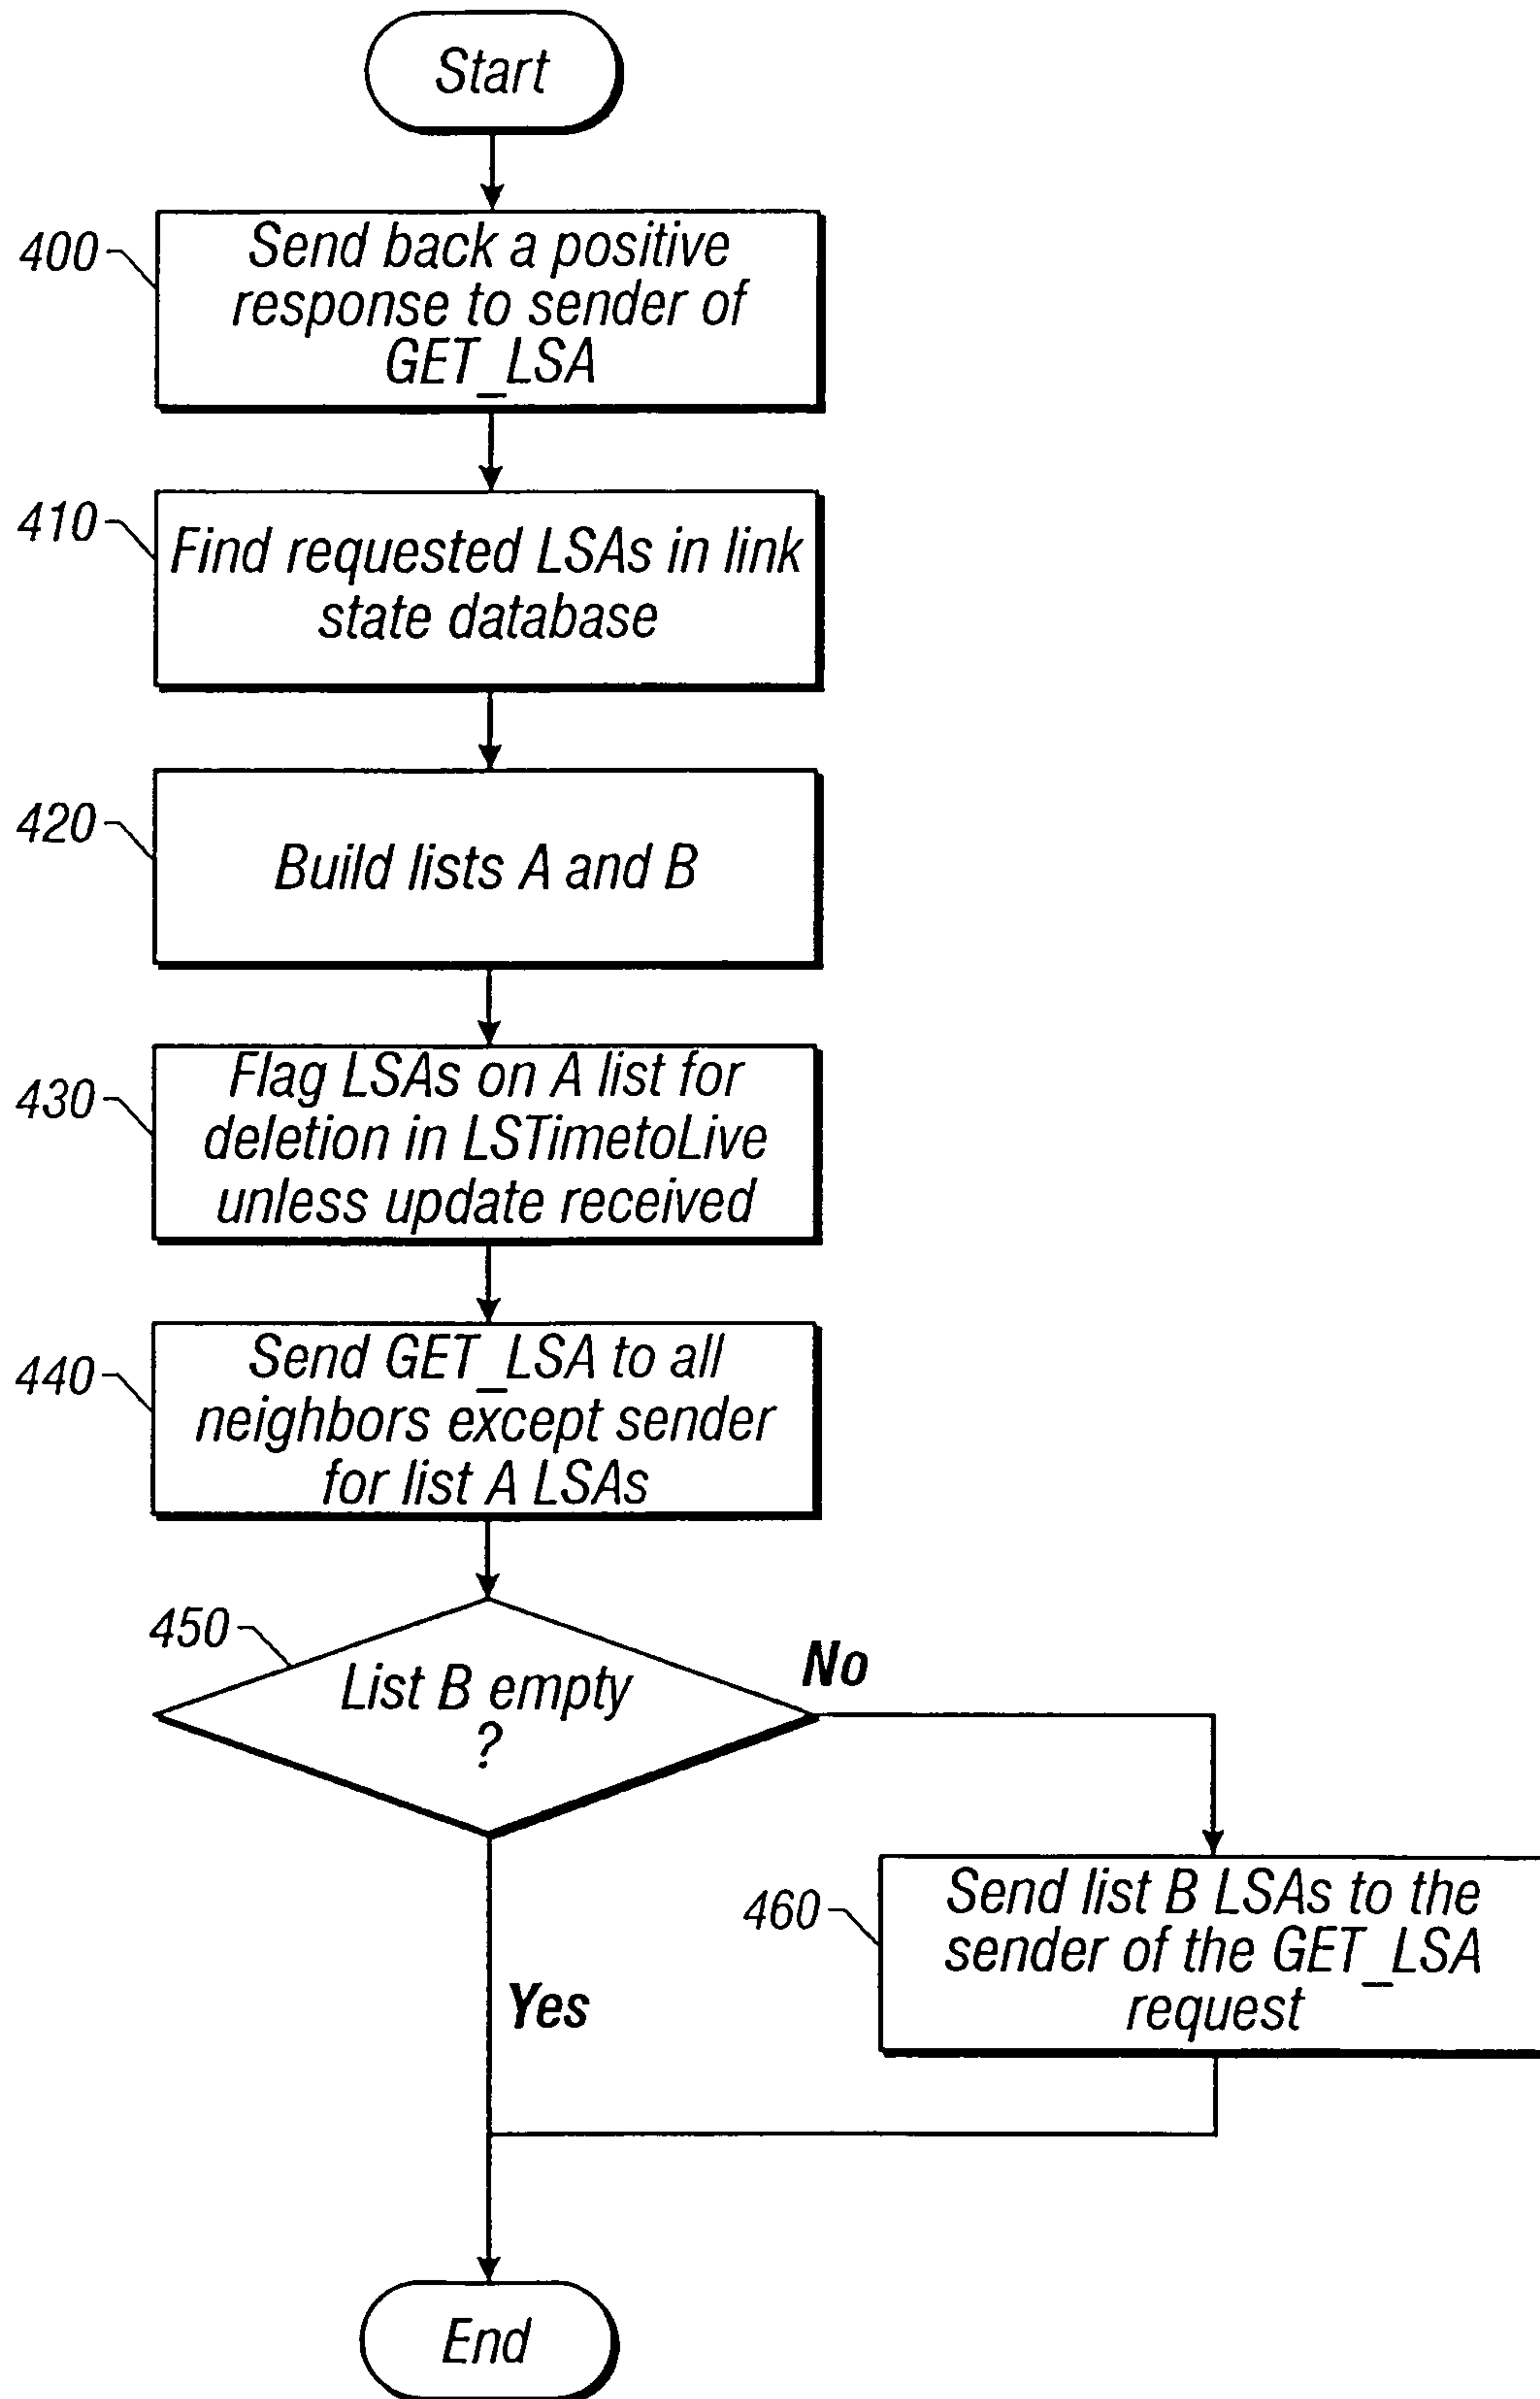 Start
400
Send back a positive
response to sender of
GET_LSA
410
Find requested LSAs in link
state database
420
Build lists A and B
430
Flag LSAs on A list for
deletion in LSTimetoLive
unless update received
440
Send GET_LSA to all
neighbors except sender
for list A LSAs
450
List B empty
?
No
460
Send list B LSAs to the
sender of the GET_LSA
request
Yes
End